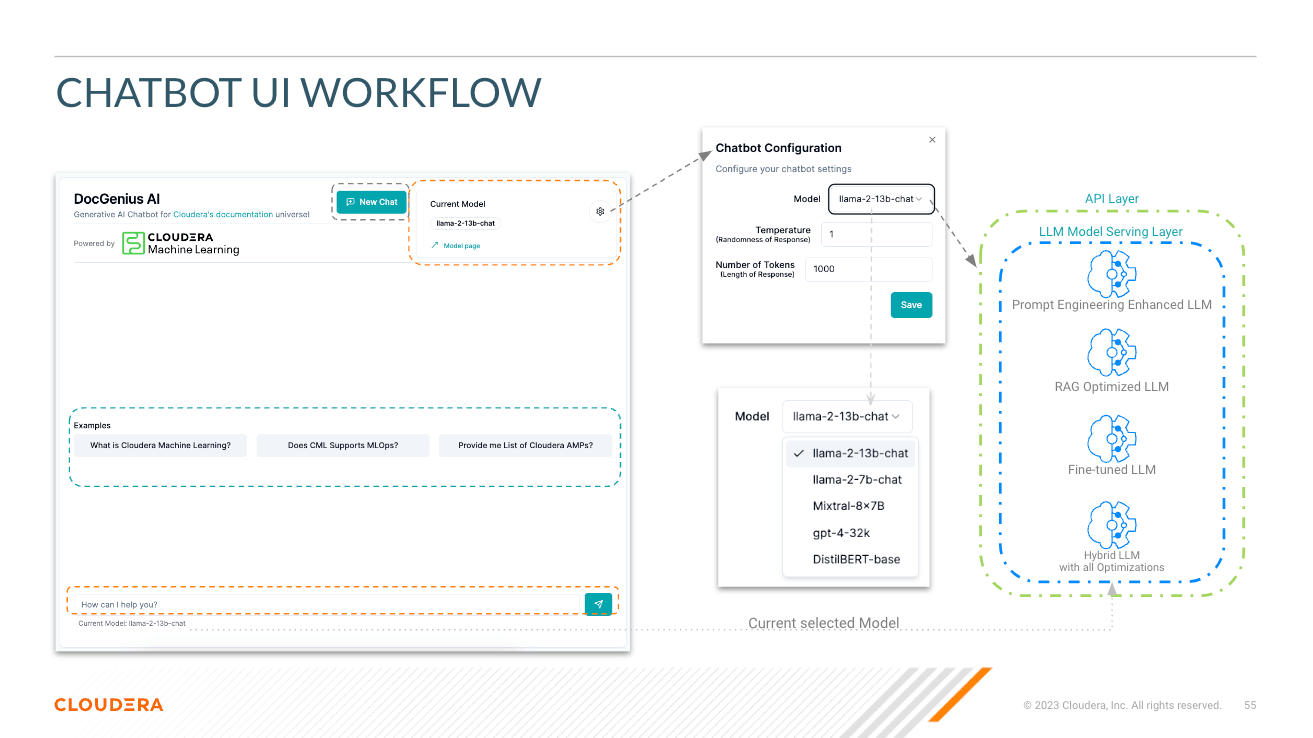 CHATBOT UI WORKFLOW
DocGenius AI
Generative AI Chatbot for Cloudera's documentation universe!
Powered by
CLOUDERA
Machine Learning
New Chat
Current Model
llama-2-13b-chat
Model page
Examples
What is Cloudera Machine Learning?
Does CML Supports MLOps?
Provide me List of Cloudera AMPs?
How can I help you?
Current Model: llama-2-13b-chat
Chatbot Configuration
Configure your chatbot settings
Model
llama-2-13b-chat
Temperature
(Randomness of Response)
1
Number of Tokens
(Length of Response)
1000
Save
Model
llama-2-13b-chat
llama-2-13b-chat
llama-2-7b-chat
Mixtral-8x7B
gpt-4-32k
DistilBERT-base
Current selected Model
API Layer
LLM Model Serving Layer
Prompt Engineering Enhanced LLM
RAG Optimized LLM
Fine-tuned LLM
Hybrid LLM
with all Optimizations
CLOUDERA
© 2023 Cloudera, Inc. All rights reserved.
55